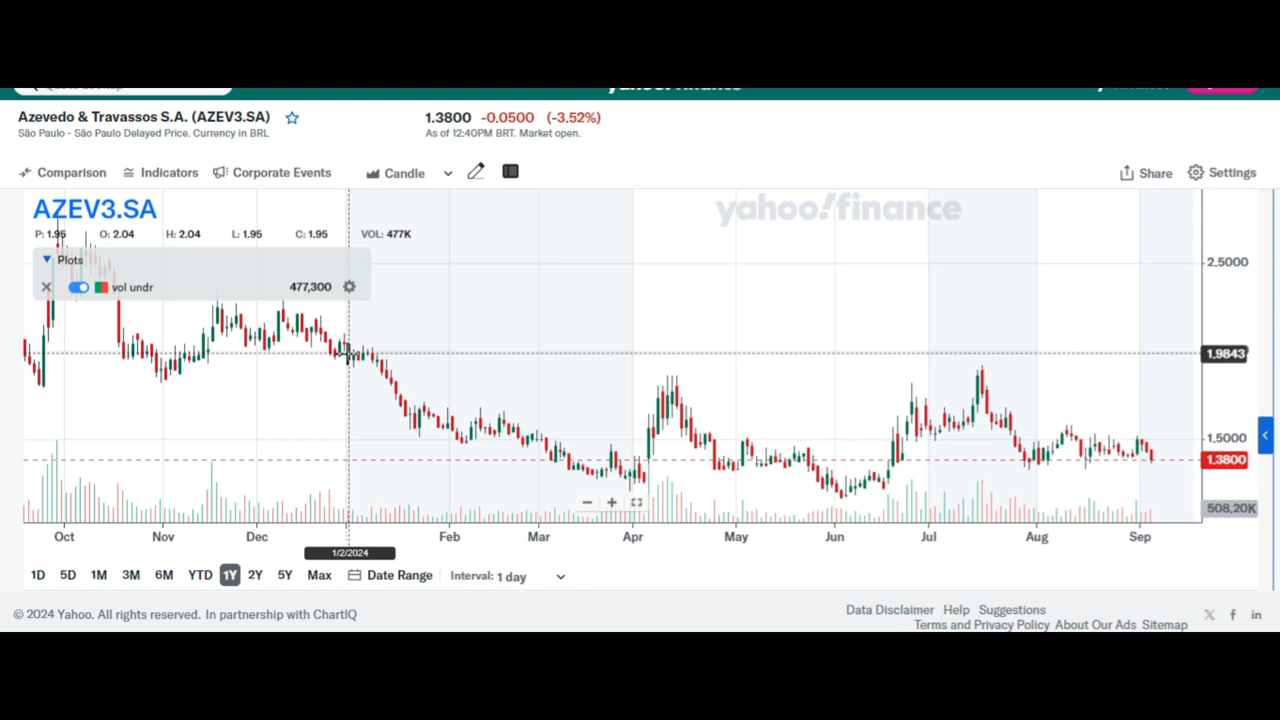 Azevedo & Travassos S.A. (AZEV3.SA)
São Paulo - São Paulo Delayed Price. Currency in BRL
1.3800 -0.0500 (-3.52%)
As of 12:40PM BRT. Market open.
Comparison Indicators Corporate Events Candle Share Settings
AZEV3.SA
yahoo!finance
P: 1.95 O: 2.04 H: 2.04 L: 1.95 C: 1.95 VOL: 477K
Plots
vol undr 477,300
2.5000
1.9843
1.5000
1.3800
508.20K
Oct Nov Dec Feb Mar Apr May Jun Jul Aug Sep
1/2/2024
1D 5D 1M 3M 6M YTD 1Y 2Y 5Y Max Date Range Interval: 1 day
© 2024 Yahoo. All rights reserved. In partnership with ChartIQ
Data Disclaimer Help Suggestions
Terms and Privacy Policy About Our Ads Sitemap